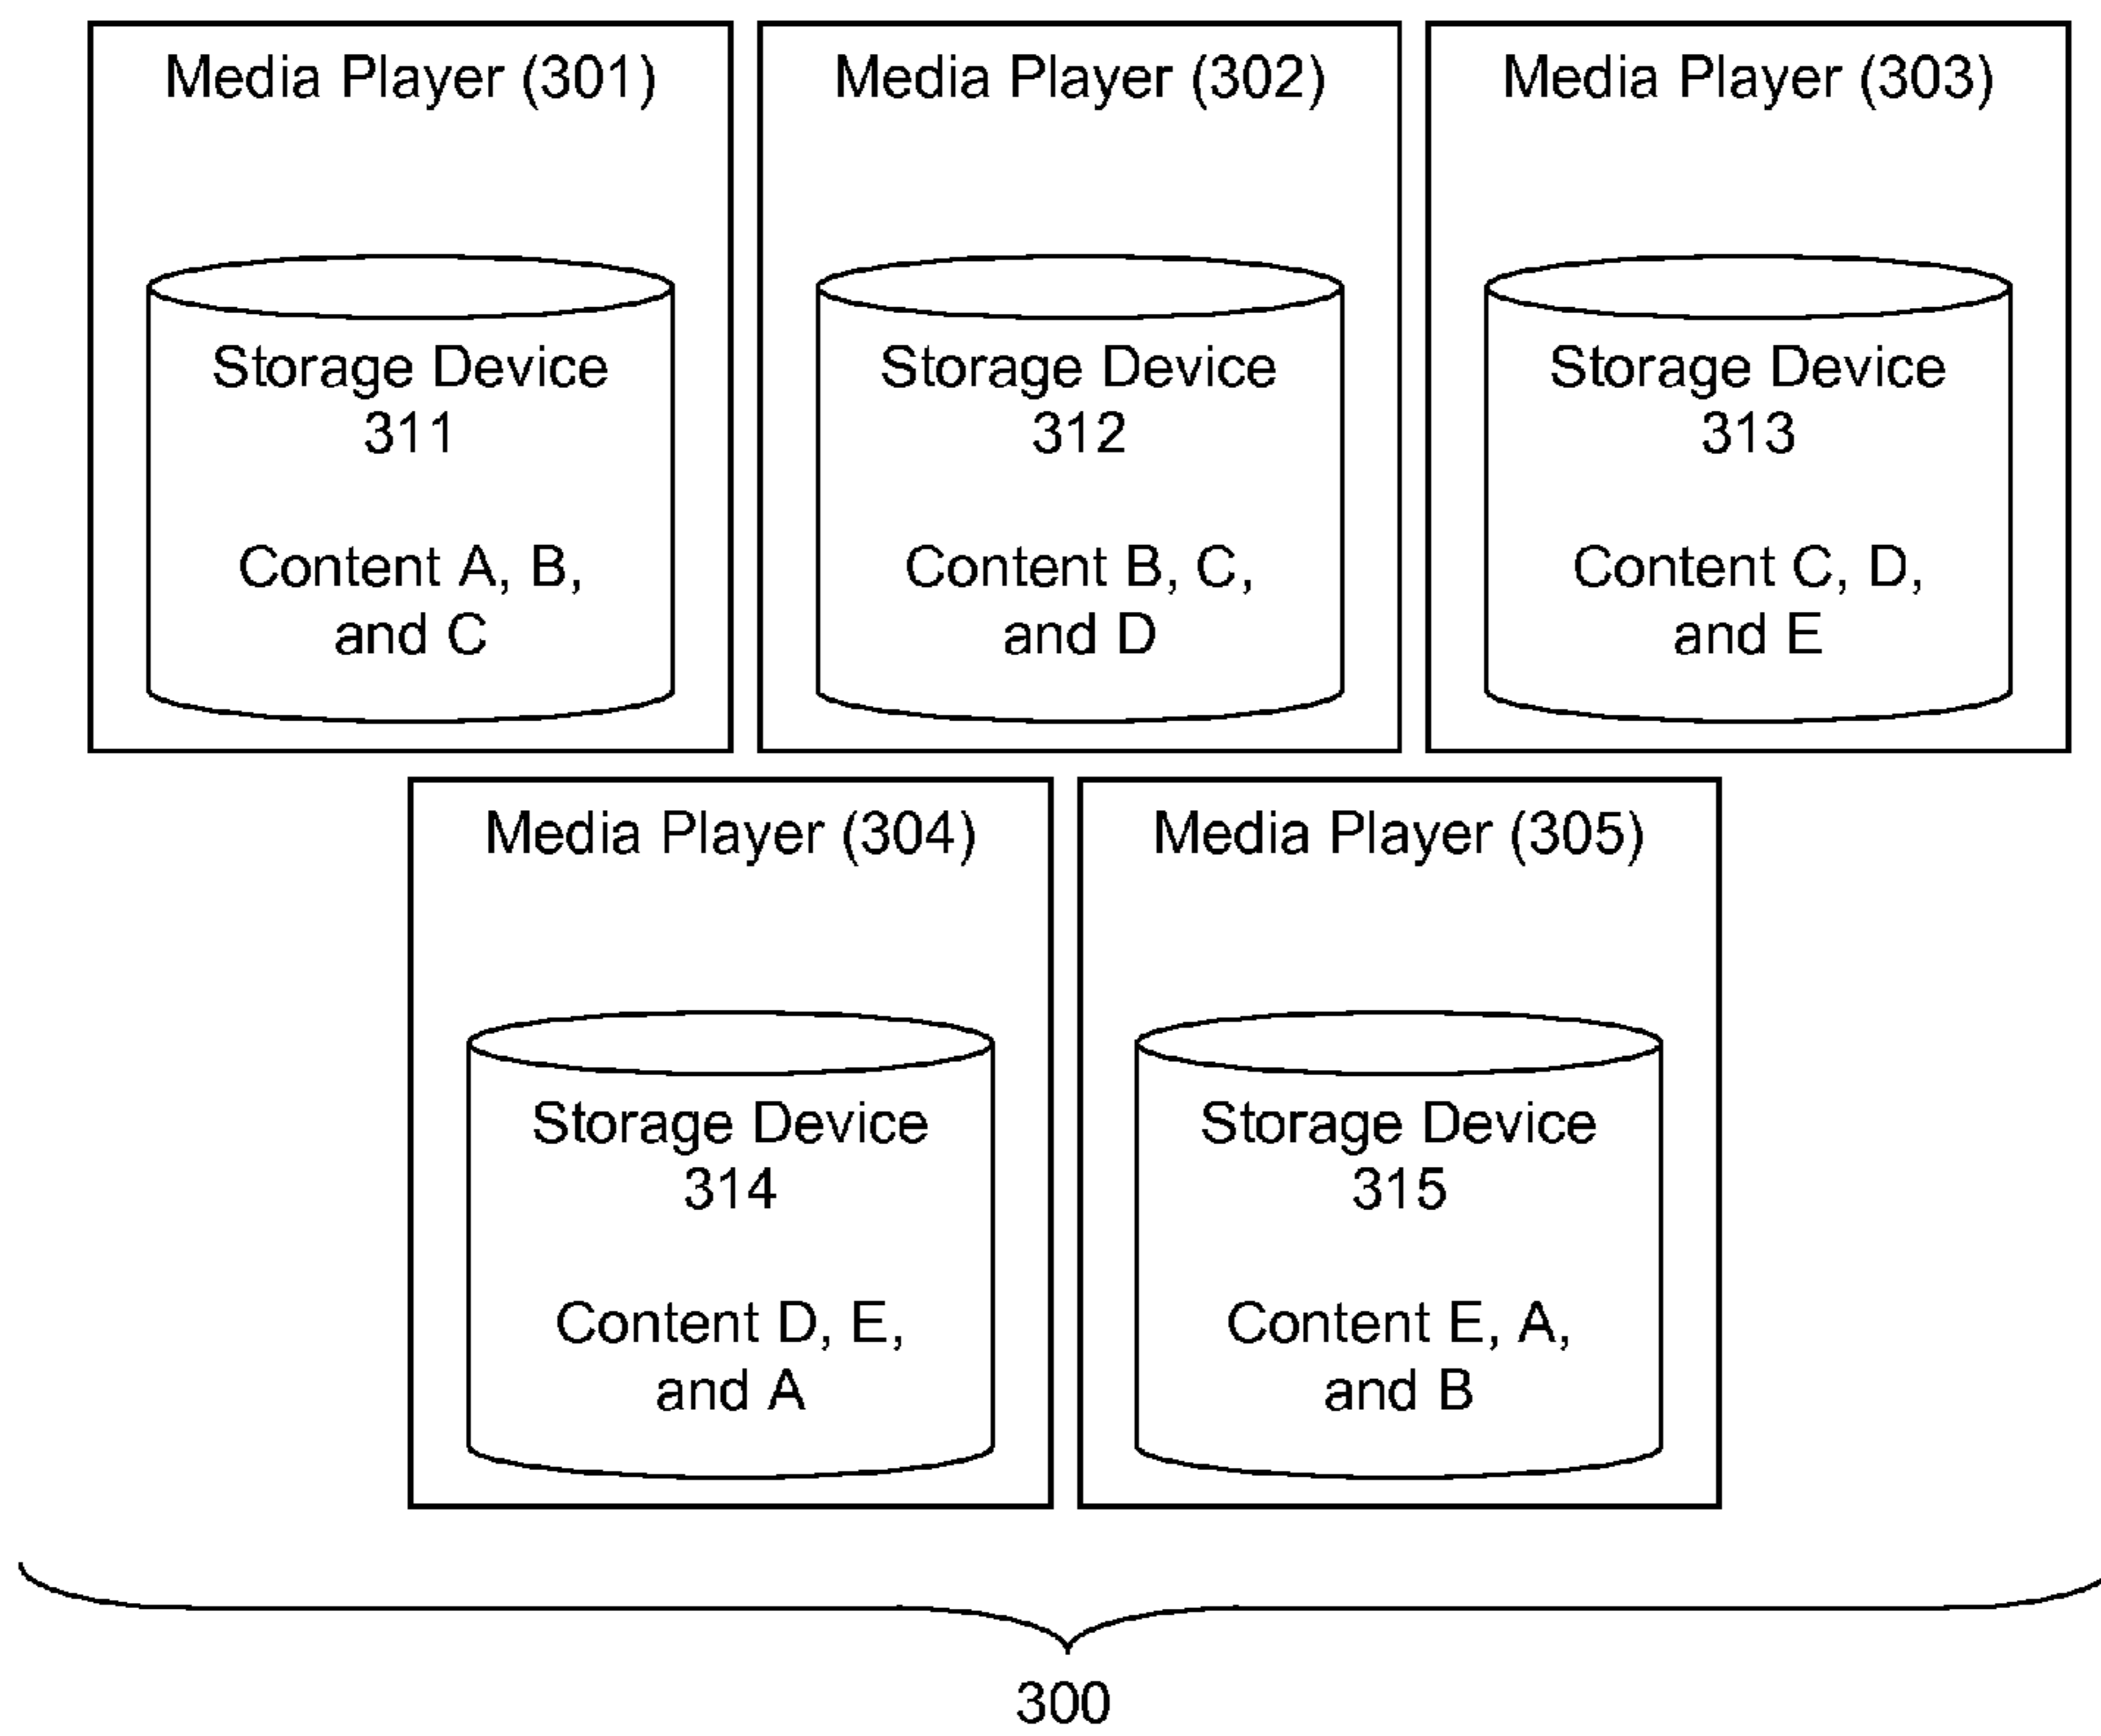 Media Player (301)
Storage Device
311
Content A, B,
and C
Media Player (302)
Storage Device
312
Content B, C,
and D
Media Player (303)
Storage Device
313
Content C, D,
and E
Media Player (304)
Storage Device
314
Content D, E,
and A
Media Player (305)
Storage Device
315
Content E, A,
and B
300